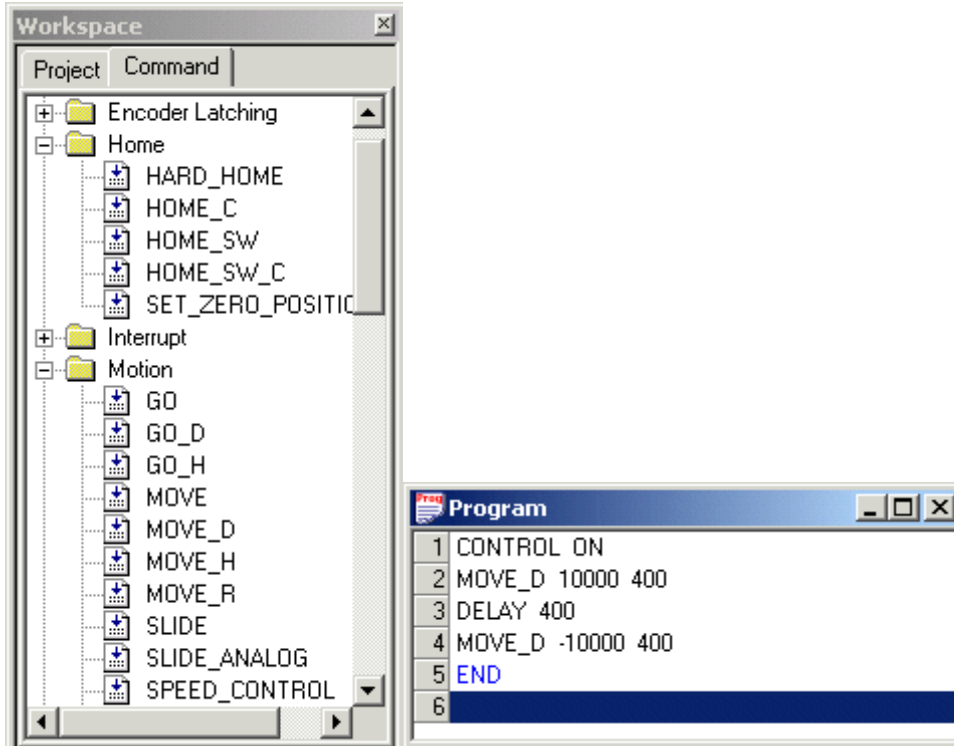 Workspace
Project Command
Encoder Latching
Home
HARD_HOME
HOME_C
HOME_SW
HOME_SW_C
SET_ZERO_POSITIO
Interrupt
Motion
GO
GO_D
GO_H
MOVE
MOVE_D
MOVE_H
MOVE_R
SLIDE
SLIDE_ANALOG
SPEED_CONTROL
Prog
Program
1 CONTROL ON
2 MOVE_D 10000 400
3 DELAY 400
4 MOVE_D -10000 400
5 END
6